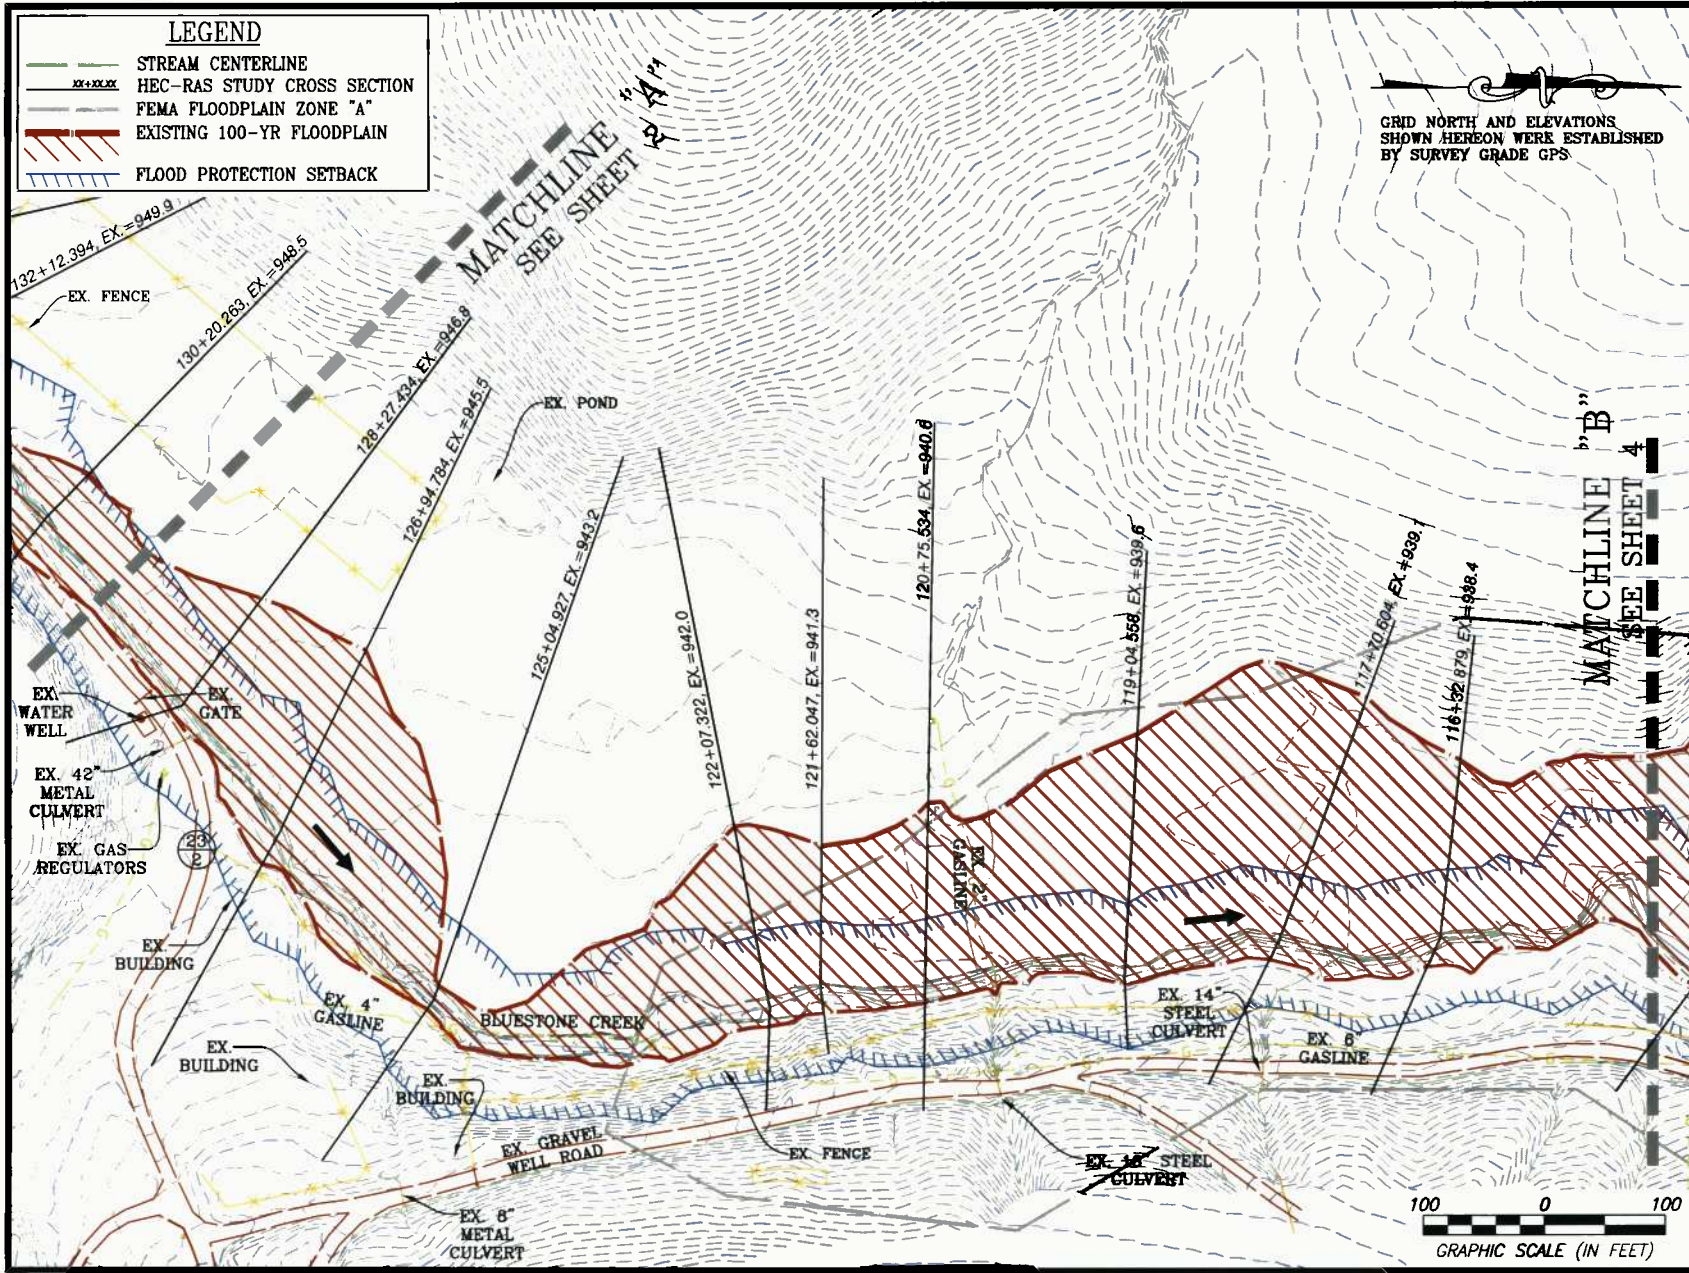 LEGEND
STREAM CENTERLINE
XX+XX.XX HEC-RAS STUDY CROSS SECTION
FEMA FLOODPLAIN ZONE "A"
EXISTING 100-YR FLOODPLAIN
FLOOD PROTECTION SETBACK
MATCHLINE "A"
SEE SHEET 2
GRID NORTH AND ELEVATIONS
SHOWN HEREON WERE ESTABLISHED
BY SURVEY GRADE GPS
132+12.394, EX.=949.9
130+20.263, EX.=948.5
128+27.434, EX.=946.8
126+94.784, EX.=945.5
125+04.927, EX.=943.2
122+07.322, EX.=942.0
121+62.047, EX.=941.3
120+75.534, EX.=940.6
119+04.558, EX.=939.6
117+70.604, EX.=939.1
116+32.879, EX.=938.4
MATCHLINE "B"
SEE SHEET 4
EX. FENCE
EX. POND
EX.
WATER
WELL
EX.
GATE
EX. 42"
METAL
CULVERT
EX. GAS
REGULATORS
23
2
EX. 2"
GASLINE
EX.
BUILDING
EX. 4"
GASLINE
BLUESTONE CREEK
EX.
BUILDING
EX.
BUILDING
EX. 14"
STEEL
CULVERT
EX. 6"
GASLINE
EX. GRAVEL
WELL ROAD
EX. FENCE
EX. STEEL
CULVERT
EX. 8"
METAL
CULVERT
100 0 100
GRAPHIC SCALE (IN FEET)